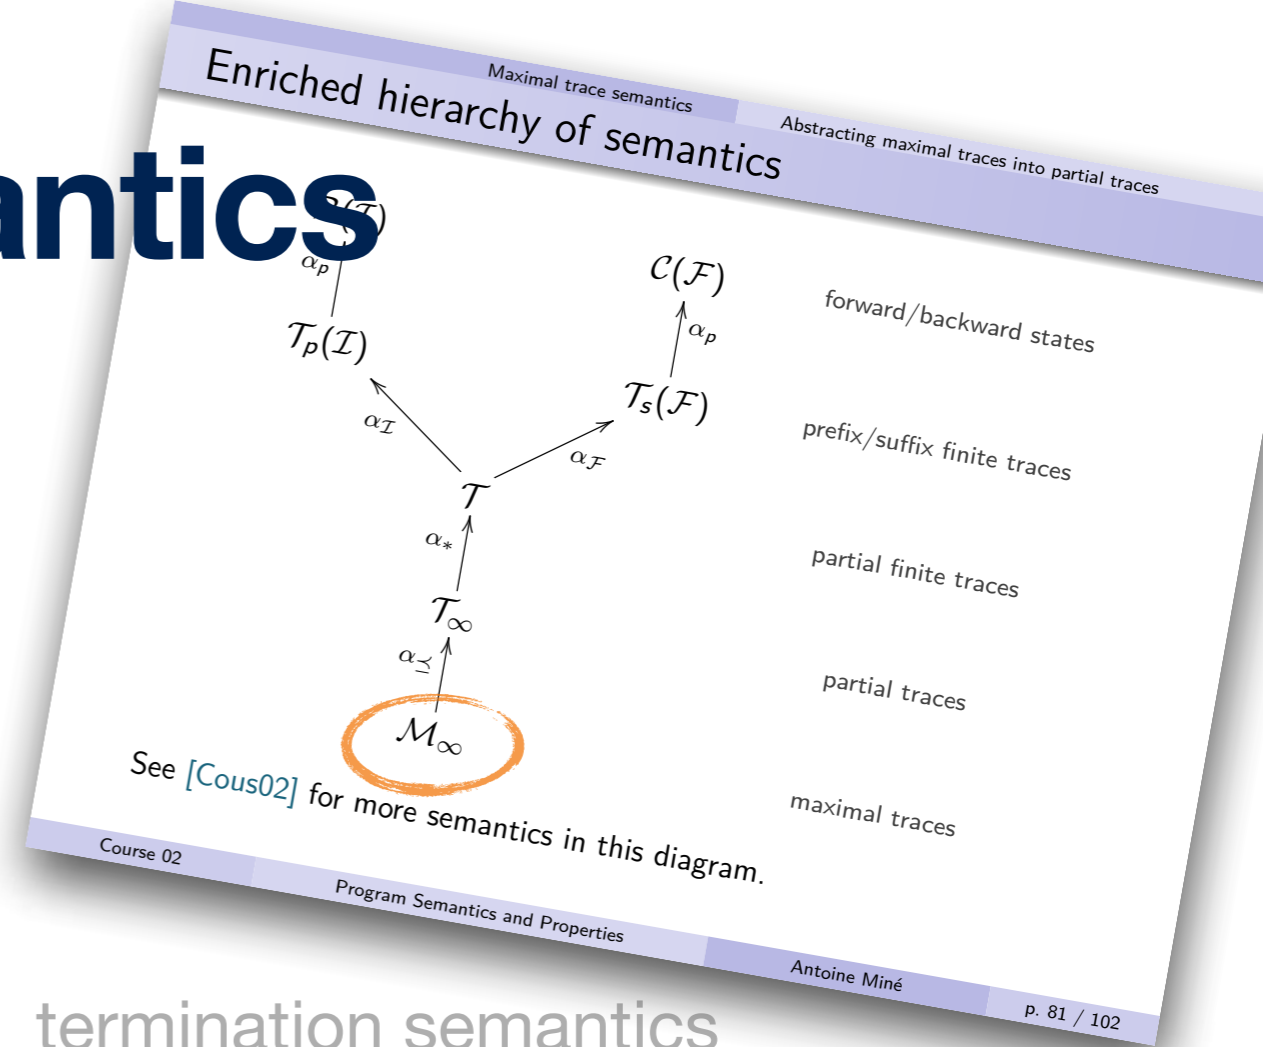 Maximal trace semantics
Abstracting maximal traces into partial traces
Enriched hierarchy of semantics
antics
αp
𝒯p(ℐ)
𝒞(ℱ)
αp
forward/backward states
𝒯s(ℱ)
αℐ
αℱ
prefix/suffix finite traces
𝒯
α*
partial finite traces
𝒯∞
α⪯
partial traces
ℳ∞
maximal traces
See [Cous02] for more semantics in this diagram.
Course 02
Program Semantics and Properties
Antoine Miné
p. 81 / 102
termination semantics